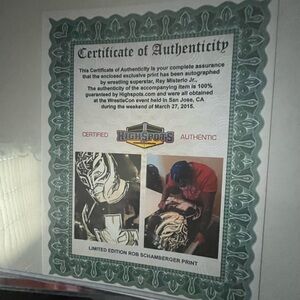 Certificate of Authenticity
This Certificate of Authenticity is your complete assurance
that the enclosed exclusive print has been autographed
by wrestling superstar, Rey Misterio Jr..
The authenticity of the accompanying item is 100%
guaranteed by Highspots.com and were all obtained
at the WrestleCon event held in San Jose, CA
during the weekend of March 27, 2015.
CERTIFIED
HIGHSPOTS
AUTHENTIC
LIMITED EDITION ROB SCHAMBERGER PRINT